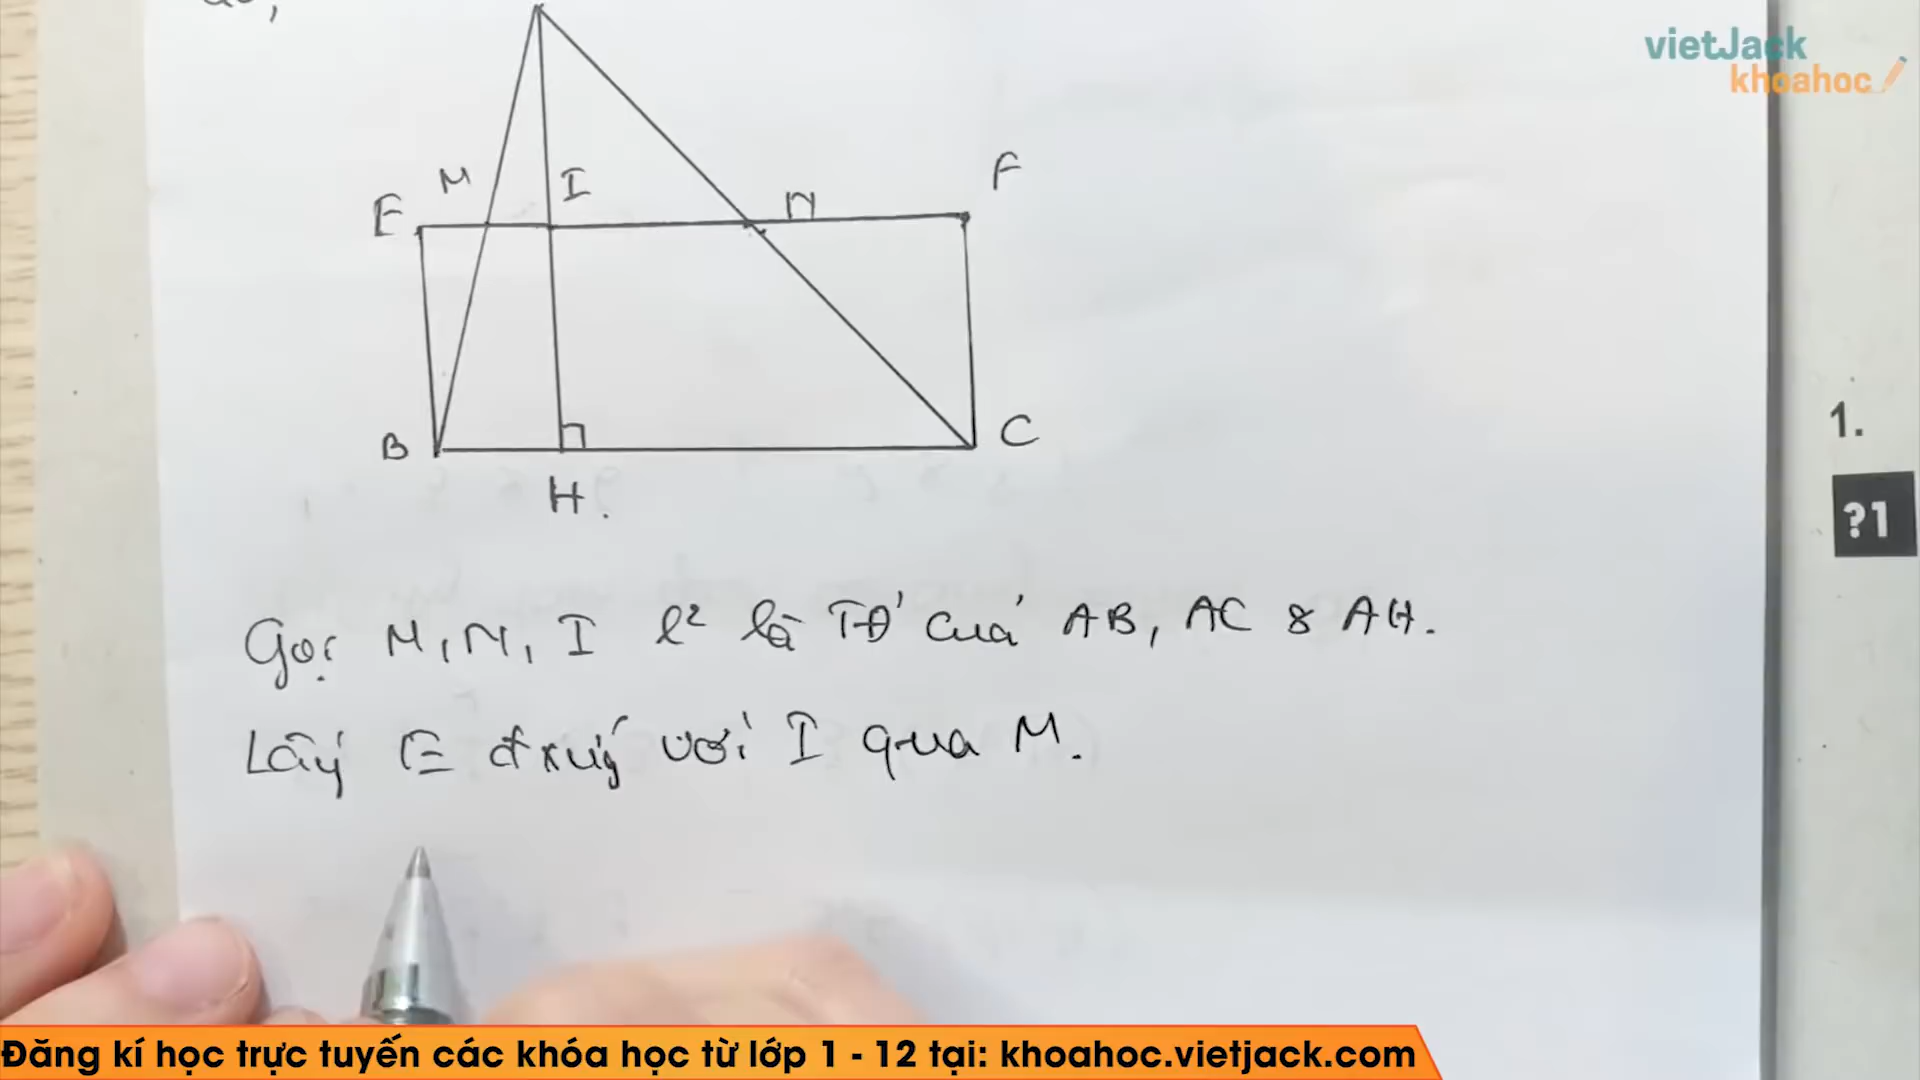 vietJack
khoahoc
M
I
N
F
E
B
C
H.
1.
?1
Gọi M, N, I l² là TĐ' của AB, AC & AH.
Lấy E đxứg với I qua M.
Đăng kí học trực tuyến các khóa học từ lớp 1 - 12 tại: khoahoc.vietjack.com